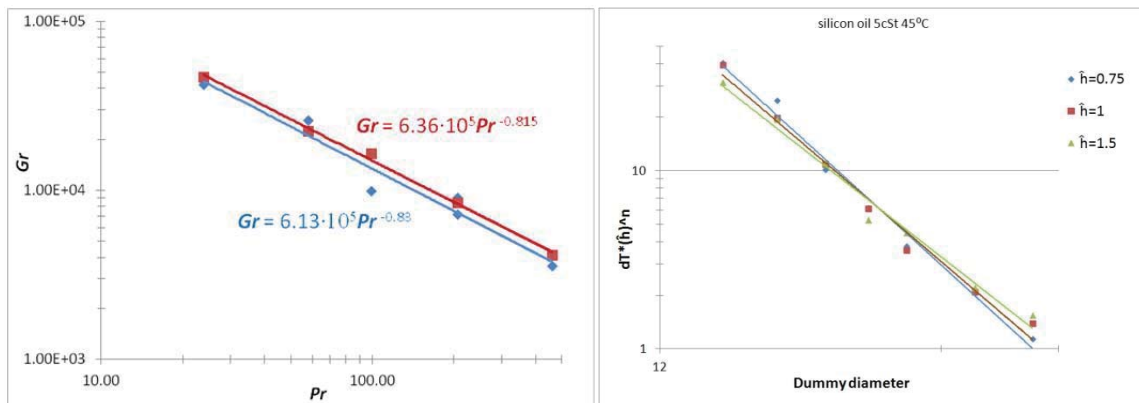 1.00E+05
Gr = 6.36·10⁵Pr⁻⁰·⁸¹⁵
Gr
1.00E+04
Gr = 6.13·10⁵Pr⁻⁰·⁸³
1.00E+03
10.00
100.00
Pr
silicon oil 5cSt 45⁰C
ĥ=0.75
ĥ=1
ĥ=1.5
10
dT*(ĥ)^n
1
12
Dummy diameter